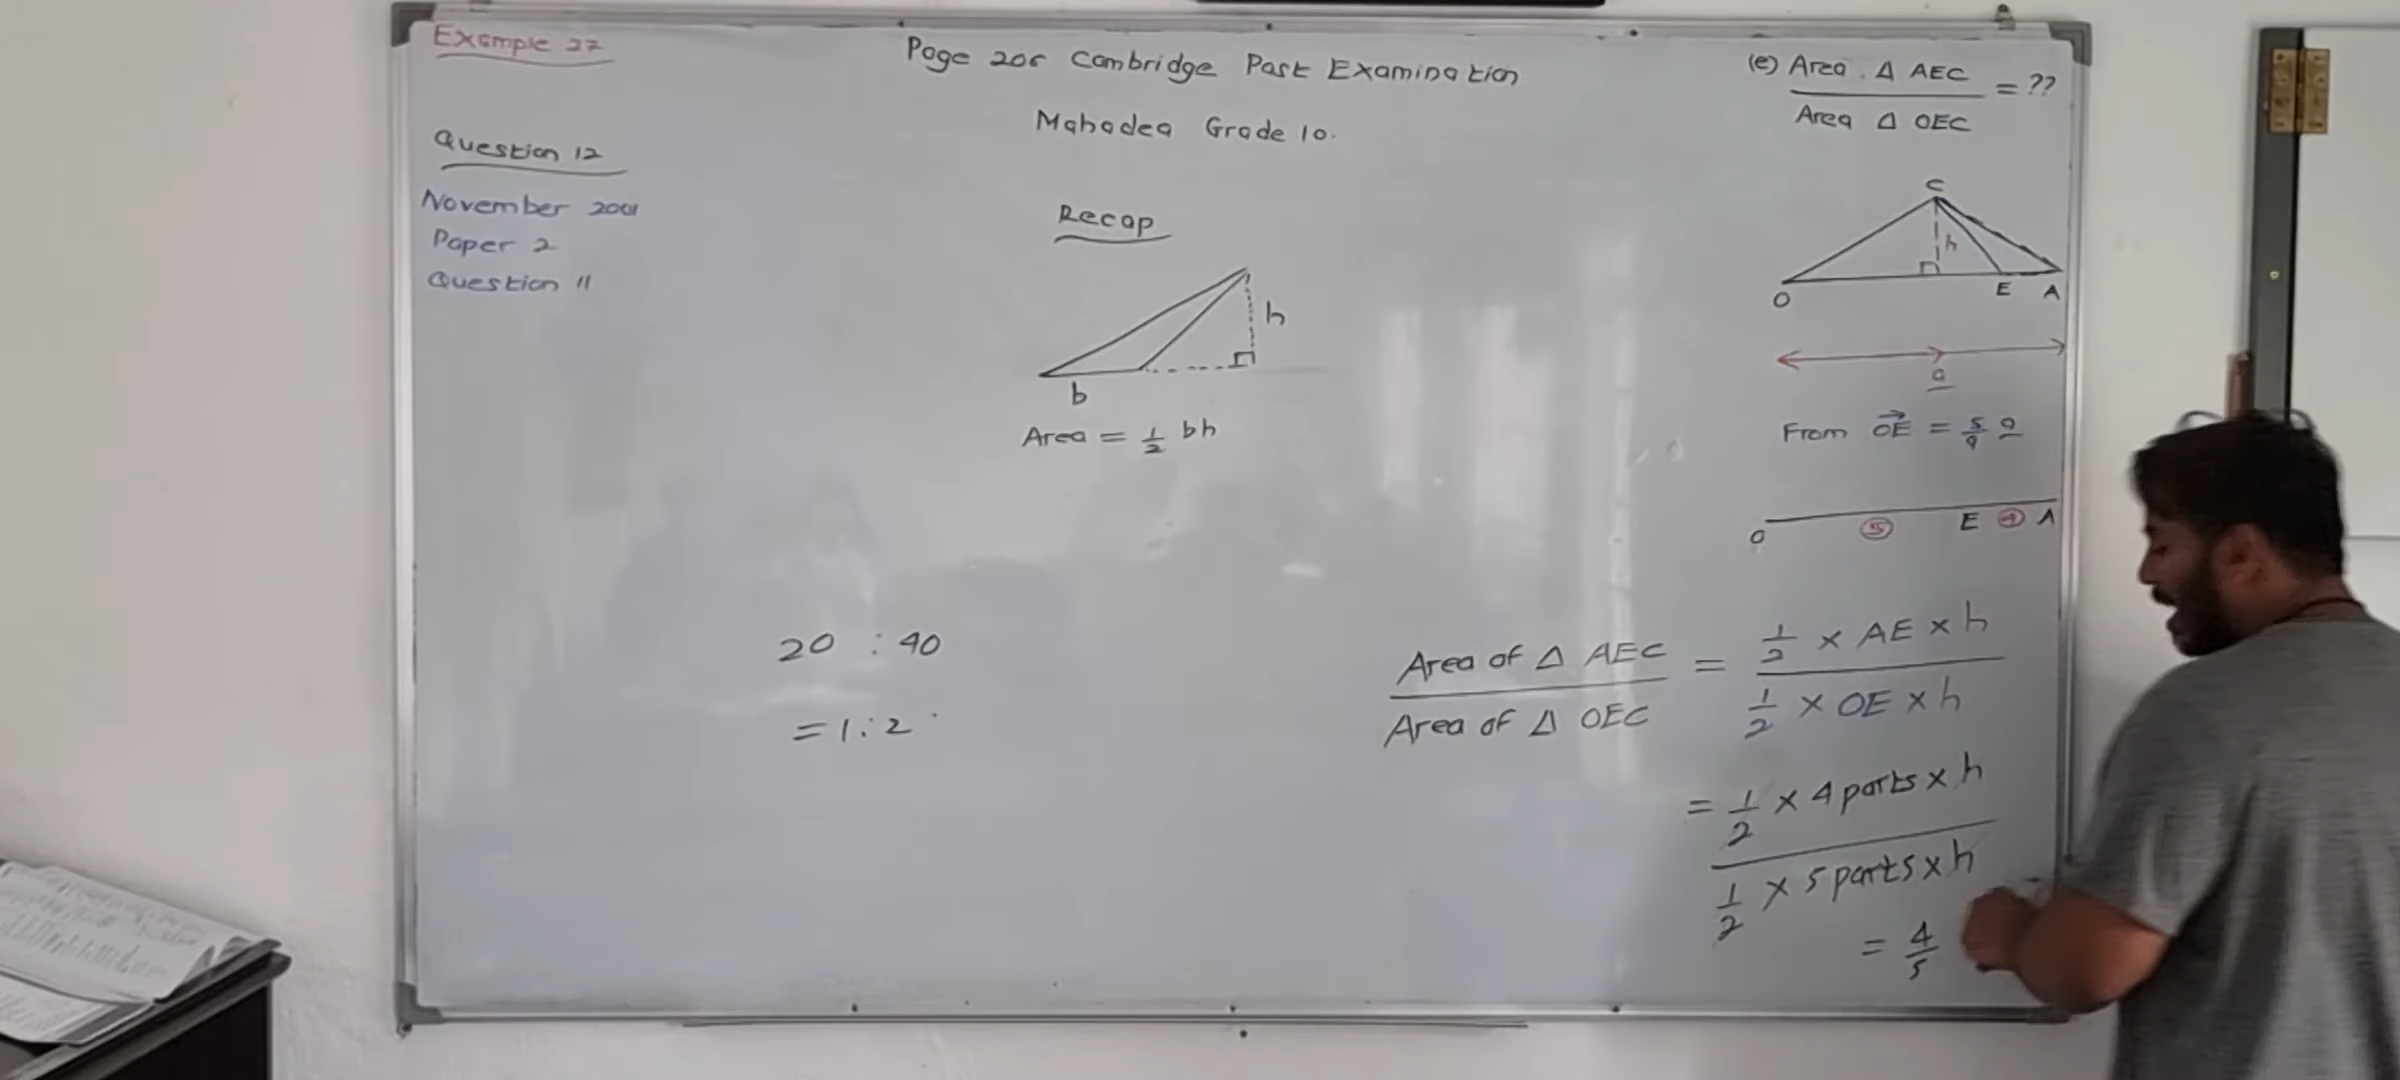 Example 27
Page 206 Cambridge Past Examination
Mahadea Grade 10.
Question 12
November 2001
Paper 2
Question 11
Recap
h
b
Area = 1/2 bh
20 : 40
= 1 : 2
(e) Area Δ AEC / Area Δ OEC = ??
C
h
O E A
a
From OE→ = 5/9 a
O 5 E 4 A
Area of Δ AEC / Area of Δ OEC = 1/2 × AE × h / 1/2 × OE × h
= 1/2 × 4 parts × h / 1/2 × 5 parts × h
= 4/5